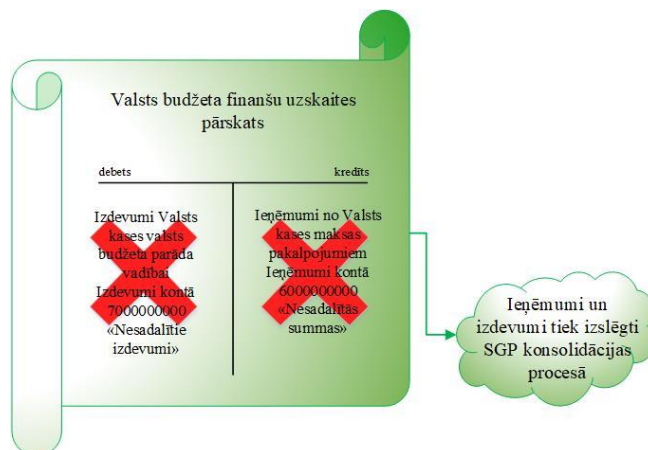 Valsts budžeta finanšu uzskaites
pārskats
debets
kredīts
Izdevumi Valsts
kases valsts
budžeta parāda
vadībai
Izdevumi kontā
7000000000
«Nesadalītie
izdevumi»
Ieņēmumi no Valsts
kases maksas
pakalpojumiem
Ieņēmumi kontā
6000000000
«Nesadalītās
summas»
Ieņēmumi un
izdevumi tiek izslēgti
SGP konsolidācijas
procesā